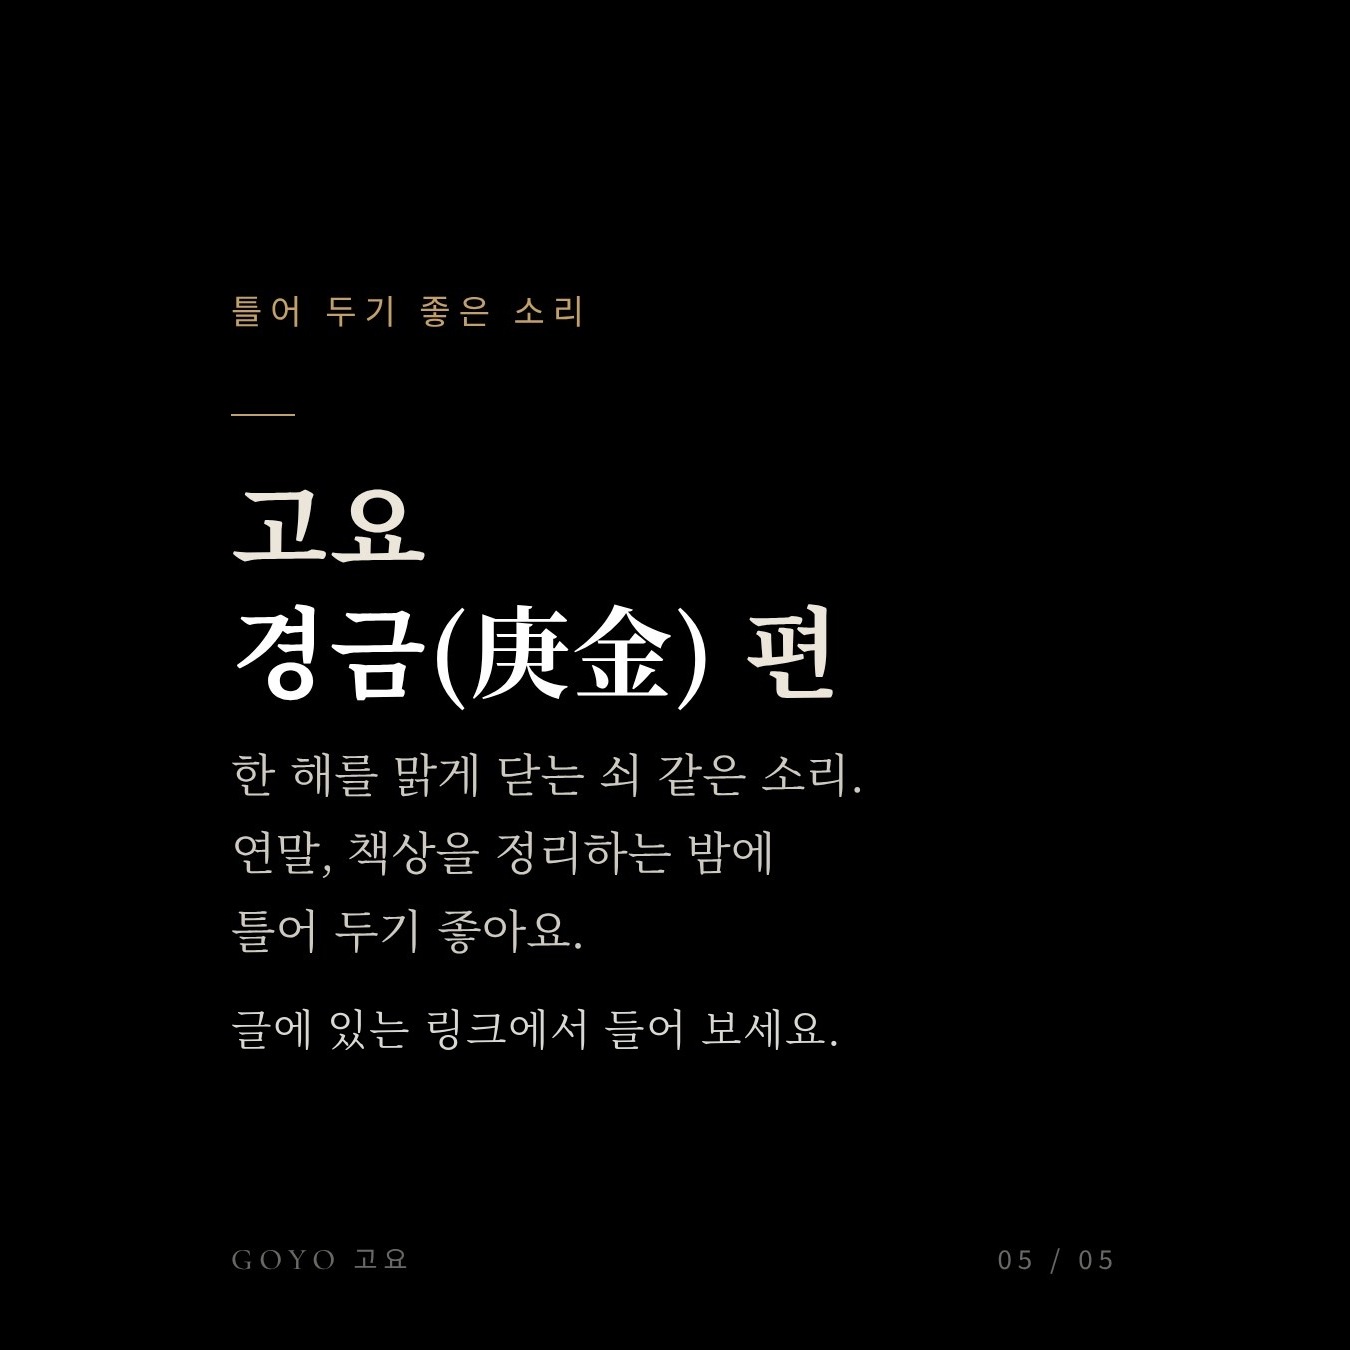 틀어 두기 좋은 소리
고요
경금(庚金) 편
한 해를 맑게 닫는 쇠 같은 소리.
연말, 책상을 정리하는 밤에
틀어 두기 좋아요.
글에 있는 링크에서 들어 보세요.
GOYO 고요
05 / 05